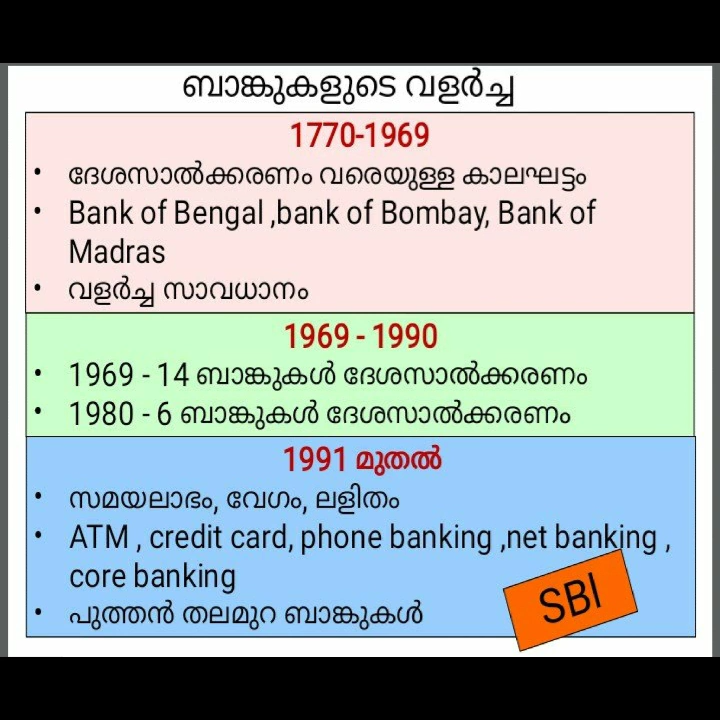 ബാങ്കുകളുടെ വളർച്ച
1770-1969
• ദേശസാൽക്കരണം വരെയുള്ള കാലഘട്ടം
• Bank of Bengal ,bank of Bombay, Bank of
Madras
• വളർച്ച സാവധാനം
1969 - 1990
• 1969 - 14 ബാങ്കുകൾ ദേശസാൽക്കരണം
• 1980 - 6 ബാങ്കുകൾ ദേശസാൽക്കരണം
1991 മുതൽ
• സമയലാഭം, വേഗം, ലളിതം
• ATM , credit card, phone banking ,net banking ,
core banking
• പുത്തൻ തലമുറ ബാങ്കുകൾ
SBI